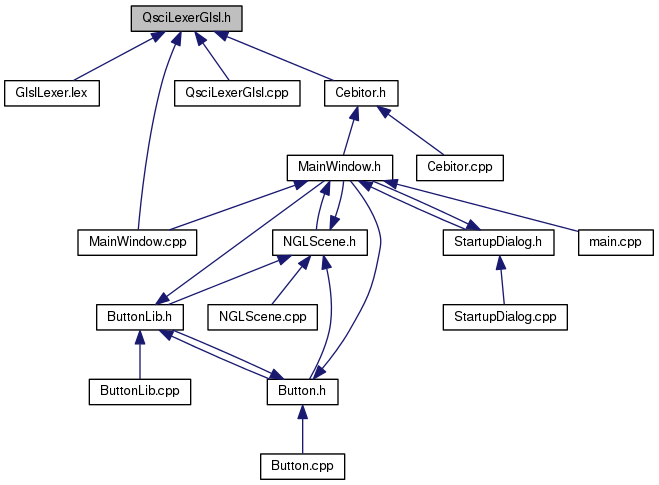 QsciLexerGlsl.h
GlslLexer.lex
QsciLexerGlsl.cpp
Cebitor.h
MainWindow.h
Cebitor.cpp
MainWindow.cpp
NGLScene.h
StartupDialog.h
main.cpp
ButtonLib.h
NGLScene.cpp
StartupDialog.cpp
ButtonLib.cpp
Button.h
Button.cpp